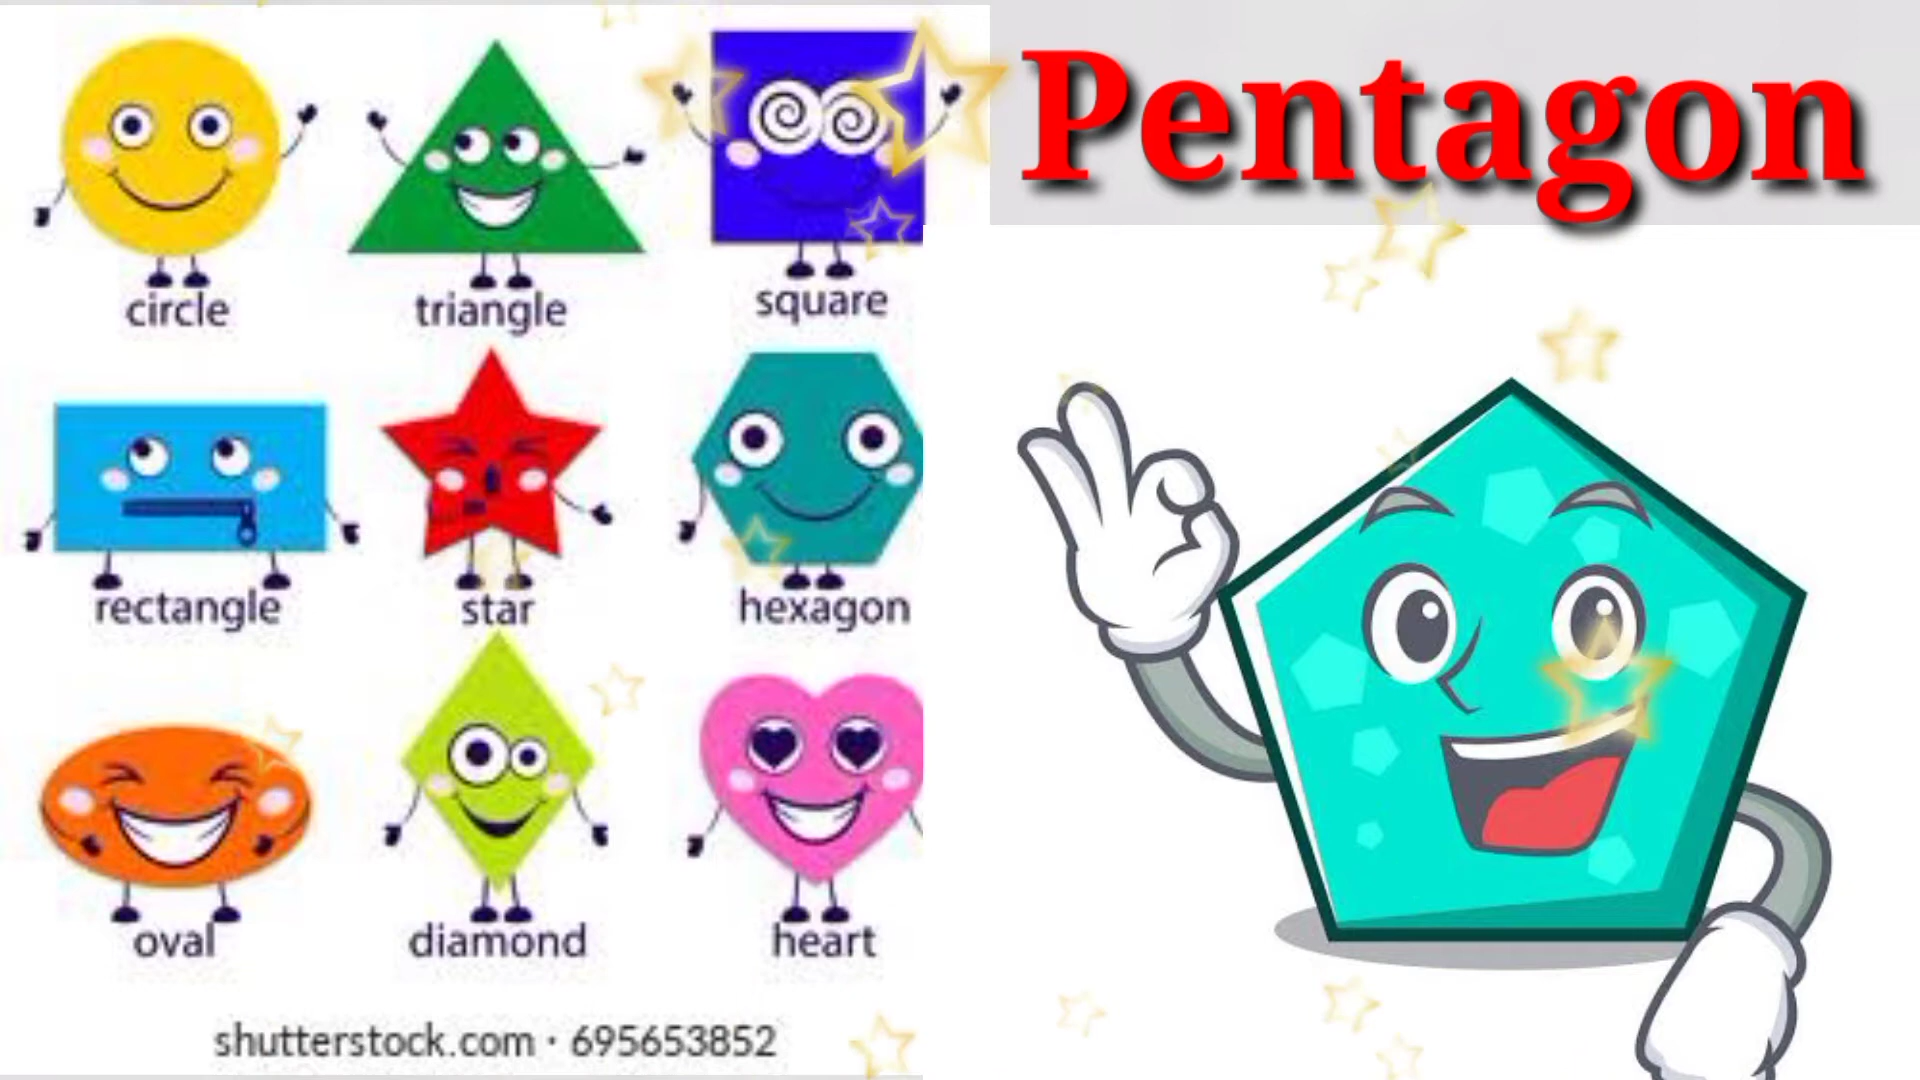 circle
triangle
square
rectangle
star
hexagon
oval
diamond
heart
shutterstock.com · 695653852
Pentagon